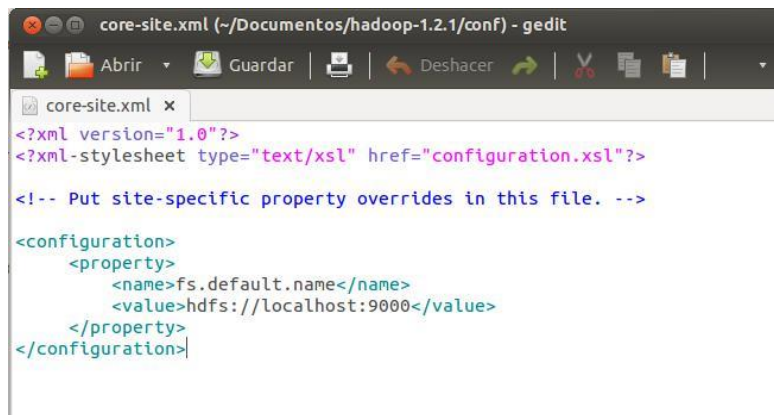 core-site.xml (~/Documentos/hadoop-1.2.1/conf) - gedit
Abrir Guardar Deshacer
core-site.xml
<?xml version="1.0"?>
<?xml-stylesheet type="text/xsl" href="configuration.xsl"?>
<!-- Put site-specific property overrides in this file. -->
<configuration>
<property>
<name>fs.default.name</name>
<value>hdfs://localhost:9000</value>
</property>
</configuration>